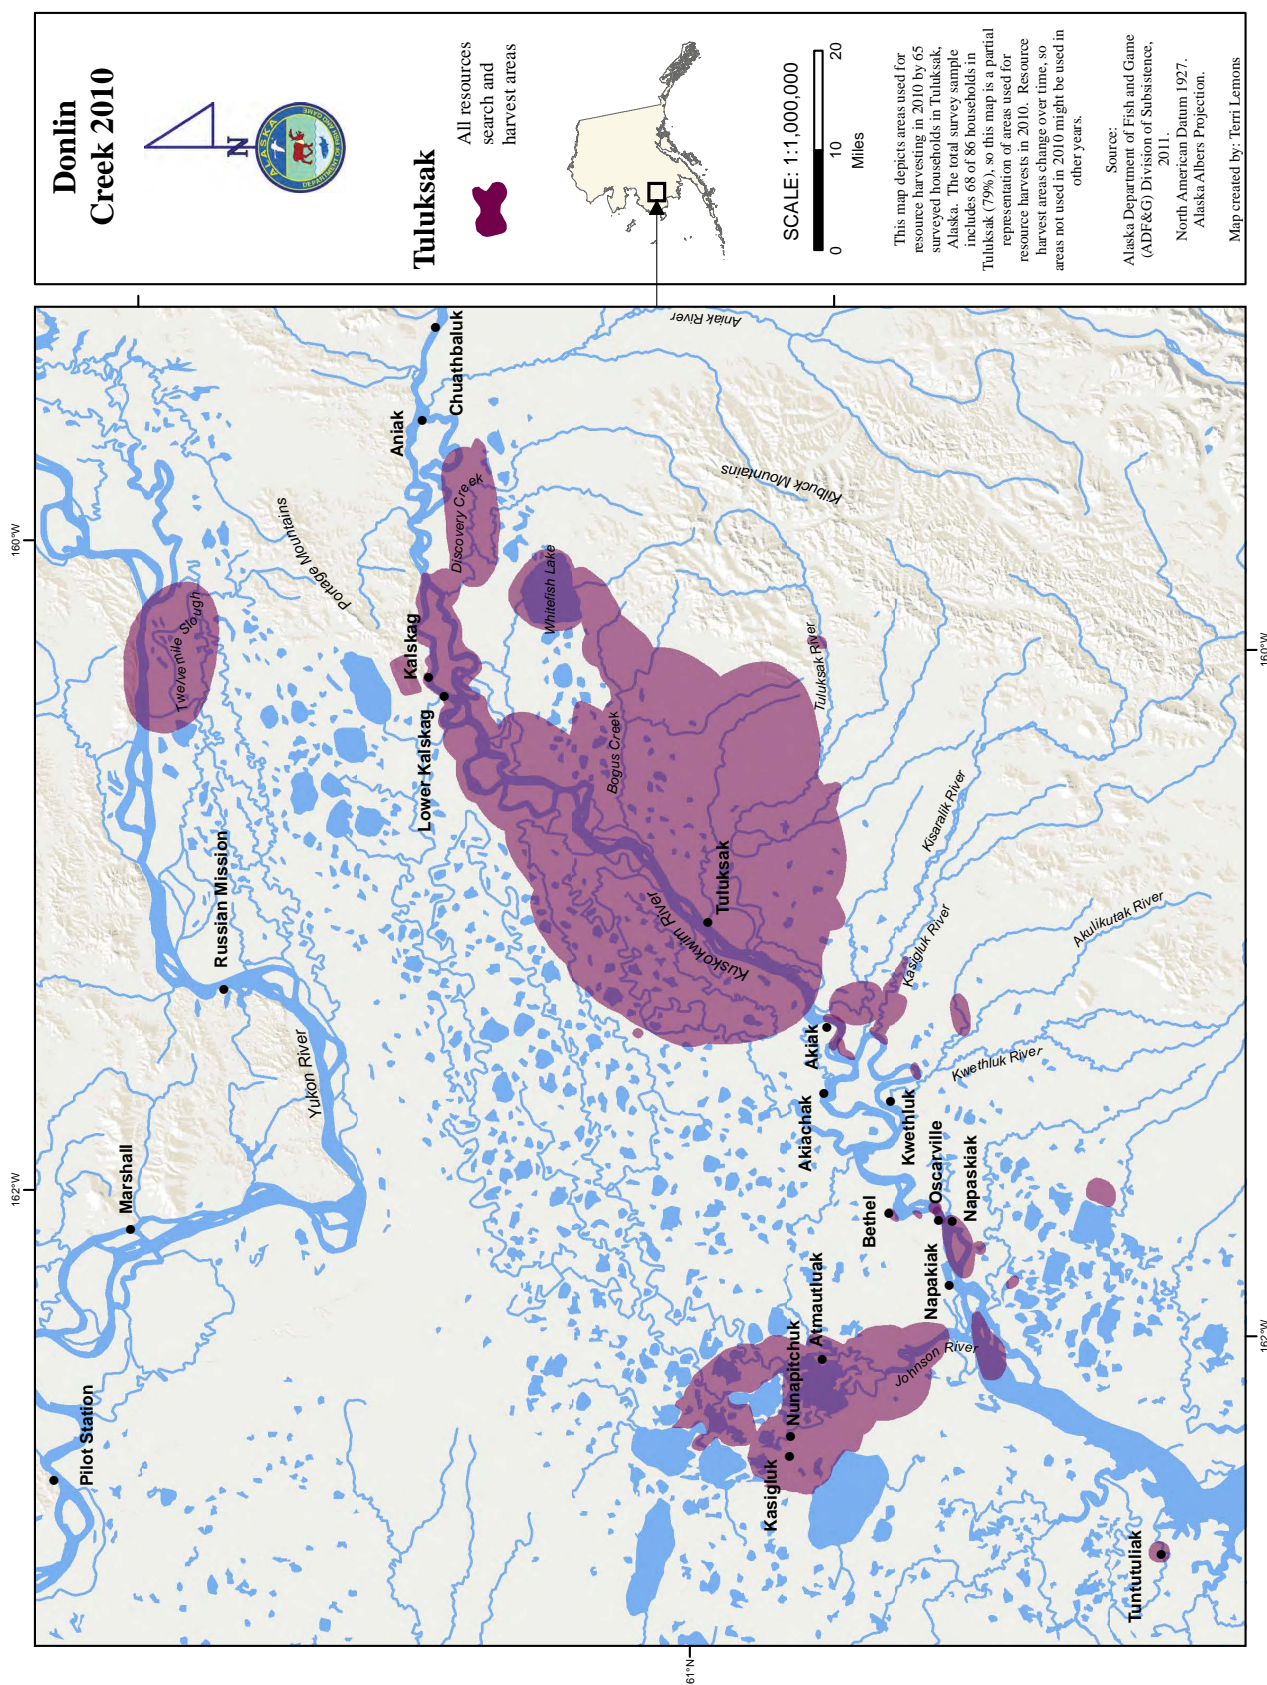 Donlin
Creek 2010
N
ALASKA
DEPARTMENT OF FISH AND GAME
Tuluksak
All resources
search and
harvest areas
SCALE: 1:1,000,000
0 10 20
Miles
This map depicts areas used for
resource harvesting in 2010 by 65
surveyed households in Tuluksak,
Alaska. The total survey sample
includes 68 of 86 households in
Tuluksak (79%), so this map is a partial
representation of areas used for
resource harvests in 2010. Resource
harvest areas change over time, so
areas not used in 2010 might be used in
other years.
Source:
Alaska Department of Fish and Game
(ADF&G) Division of Subsistence,
2011.
North American Datum 1927.
Alaska Albers Projection.
Map created by: Terri Lemons
162°W
160°W
61°N
162°W
160°W
Pilot Station
Marshall
Yukon River
Russian Mission
Twelvemile Slough
Portage Mountains
Aniak
Chuathbaluk
Discovery Creek
Kalskag
Lower Kalskag
Whitefish Lake
Bogus Creek
Aniak River
Kilbuck Mountains
Tuluksak River
Tuluksak
Kuskokwim River
Kisaralik River
Kasigluk River
Akulikutak River
Akiak
Akiachak
Kwethluk
Kwethluk River
Bethel
Oscarville
Napaskiak
Napakiak
Atmautluak
Nunapitchuk
Kasigluk
Johnson River
Tuntutuliak